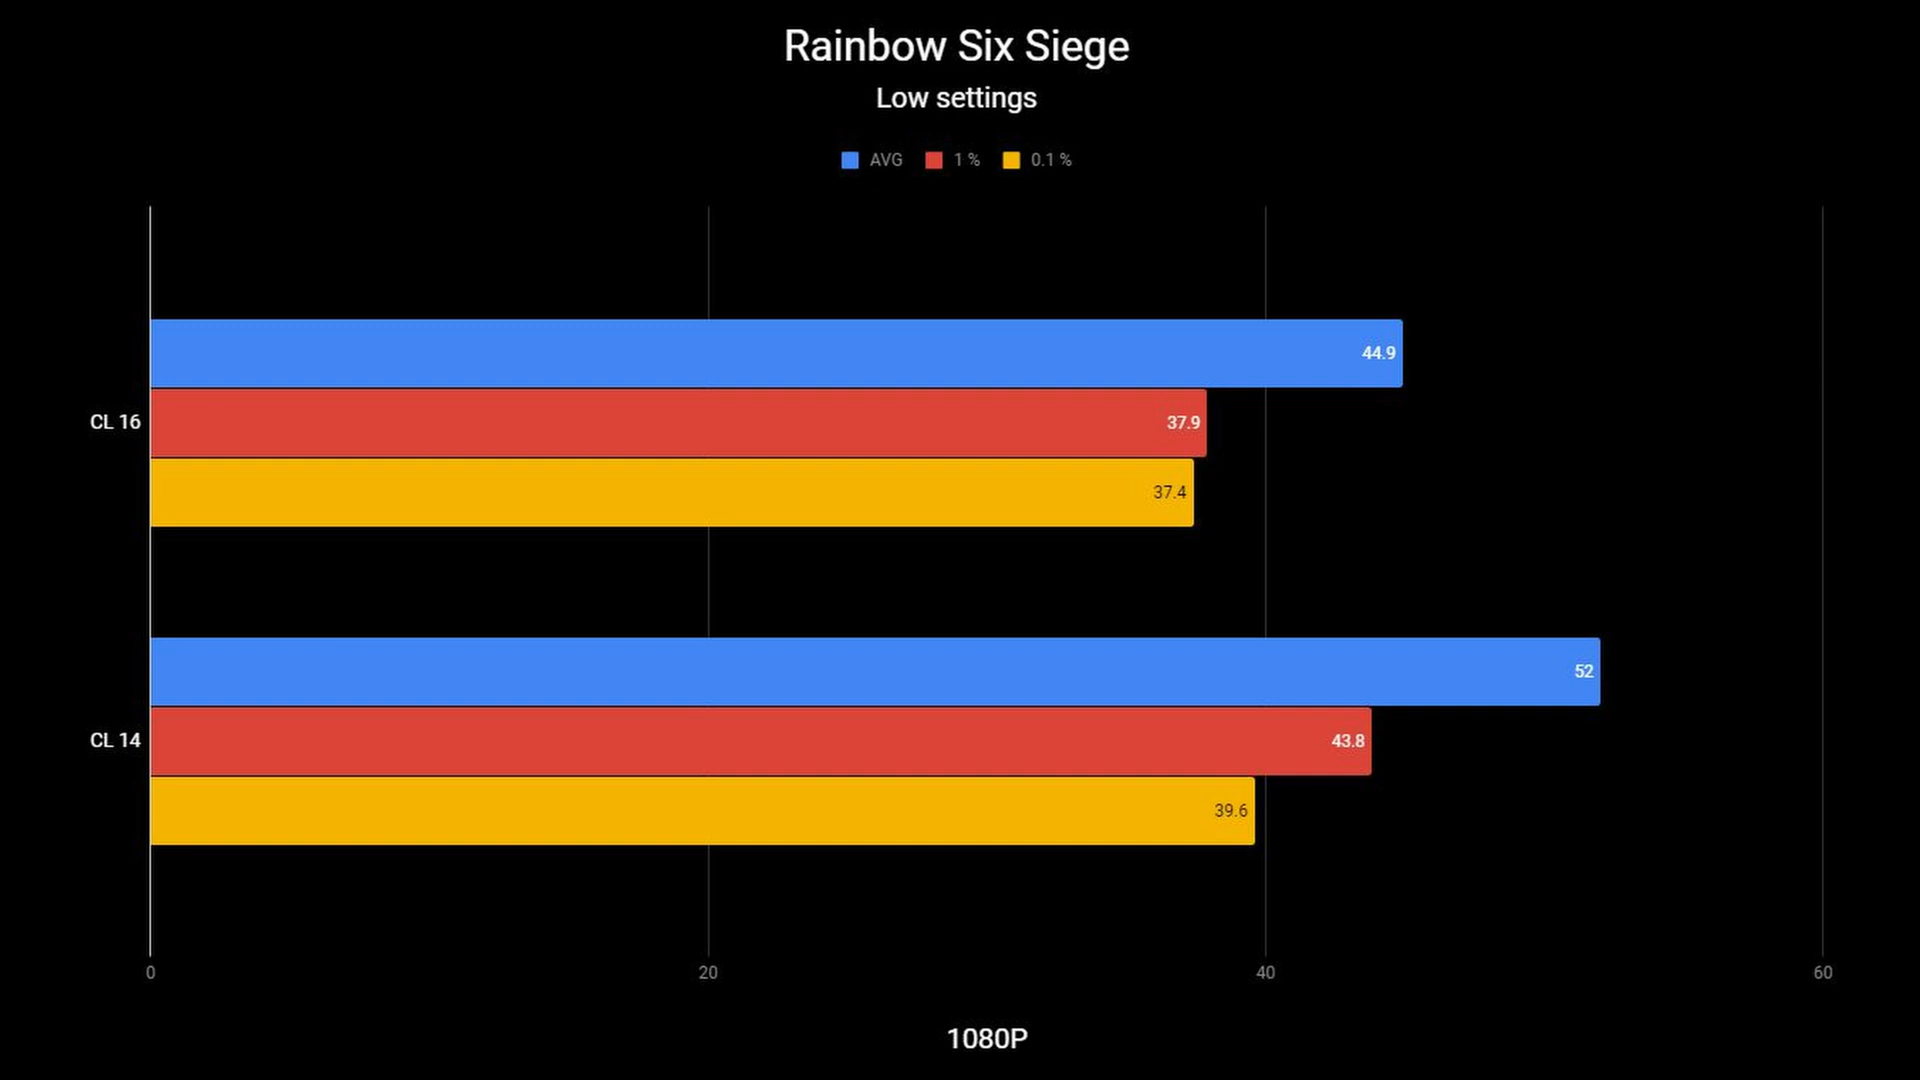 Rainbow Six Siege
Low settings
AVG 1 % 0.1 %
44.9
CL 16
37.9
37.4
52
CL 14
43.8
39.6
0 20 40 60
1080P